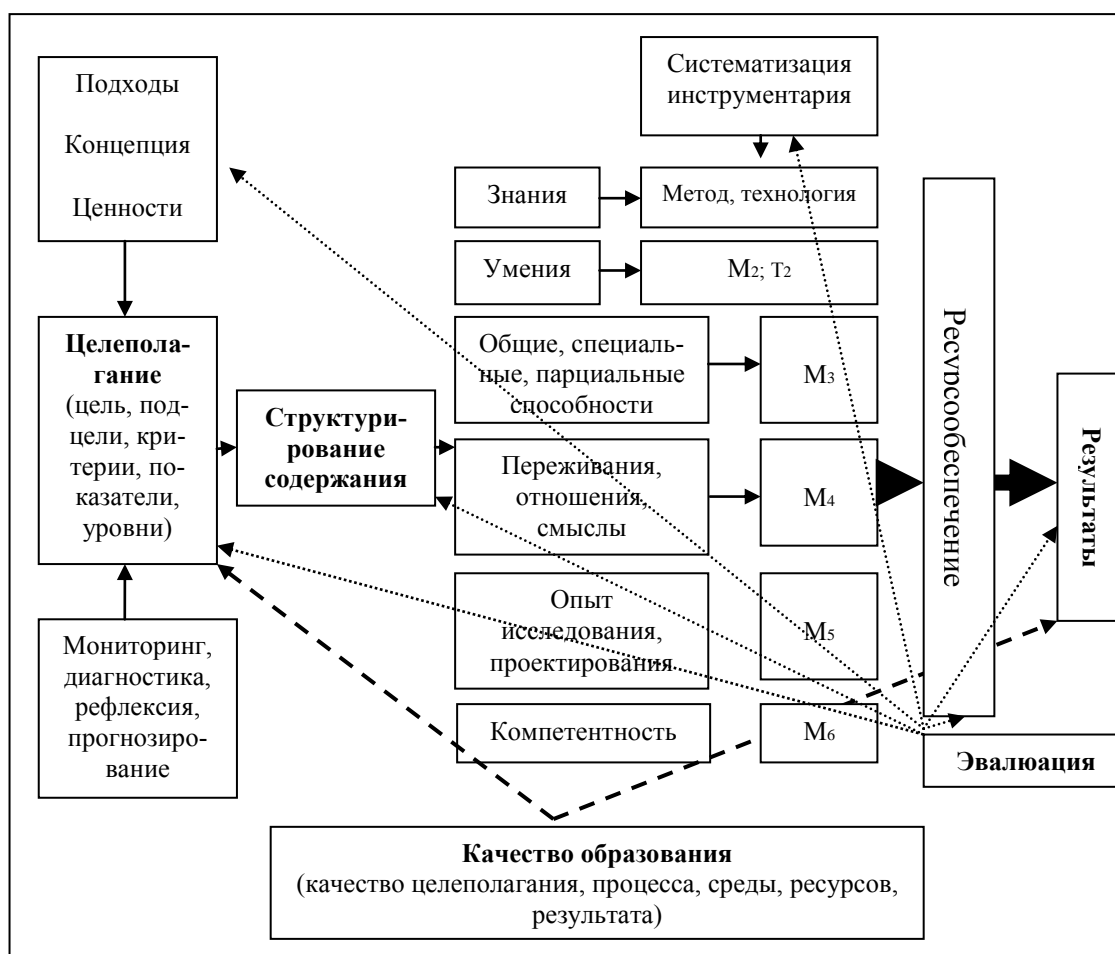 Подходы
Концепция
Ценности
Систематизация
инструментария
Знания
Метод, технология
Умения
М2; Т2
Целепола-
гание
(цель, под-
цели, кри-
терии, по-
казатели,
уровни)
Структури-
рование
содержания
Общие, специаль-
ные, парциальные
способности
М3
Переживания,
отношения,
смыслы
М4
Опыт
исследования,
проектирования
М5
Компетентность
М6
Ресурсообеспечение
Результаты
Мониторинг,
диагностика,
рефлексия,
прогнозиро-
вание
Эвалюация
Качество образования
(качество целеполагания, процесса, среды, ресурсов,
результата)